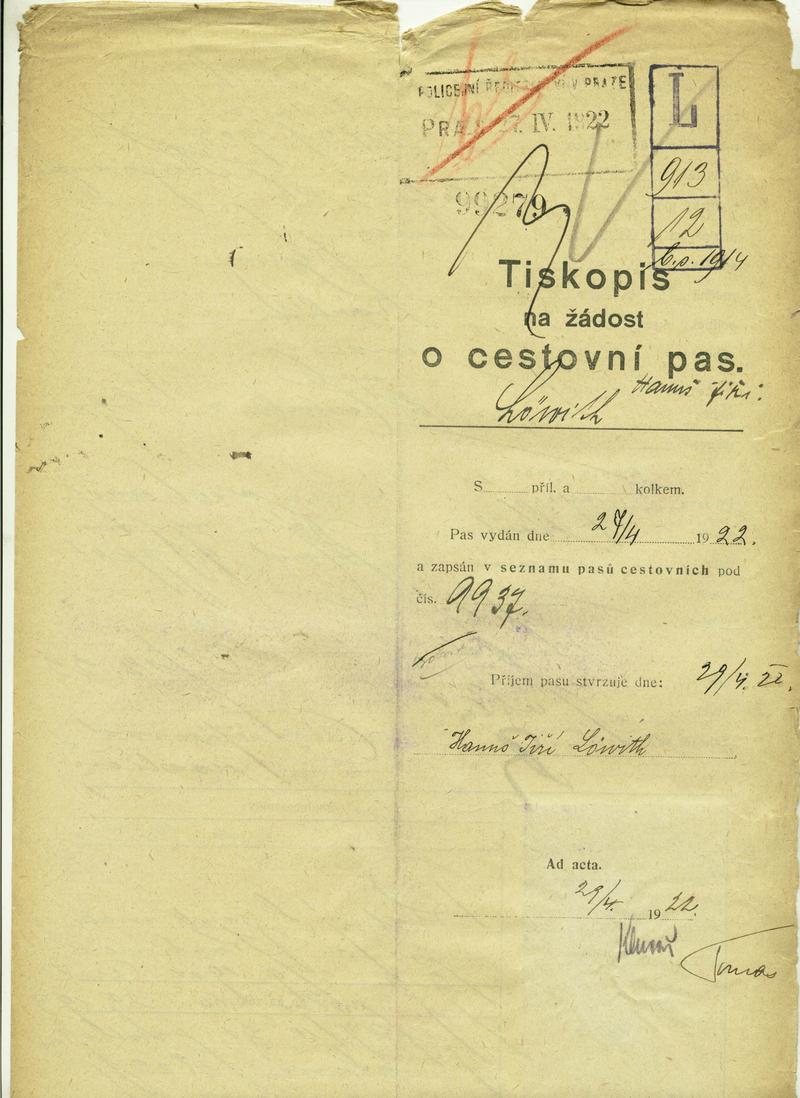 POLICEJNÍ ŘEDITELSTVÍ V PRAZE
27. IV. 1922
99279
L
913
12
1914
Tiskopis
na žádost
o cestovní pas.
Hanuš Jiří.
Löwith
S příl. a kolkem.
Pas vydán dne 27/4 1922.
a zapsán v seznamu pasů cestovních pod
čís. 9937.
Příjem pasu stvrzuje dne: 29/4. 22.
Hanuš Jiří Löwith
Ad acta.
29/4. 1922.